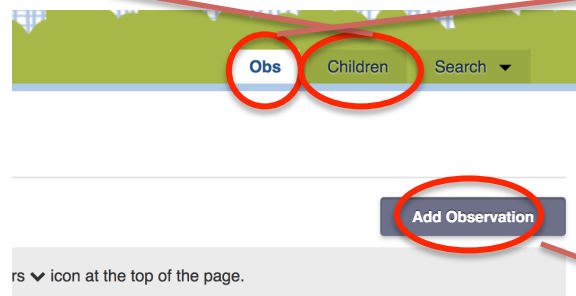 Obs Children Search
Add Observation
rs icon at the top of the page.